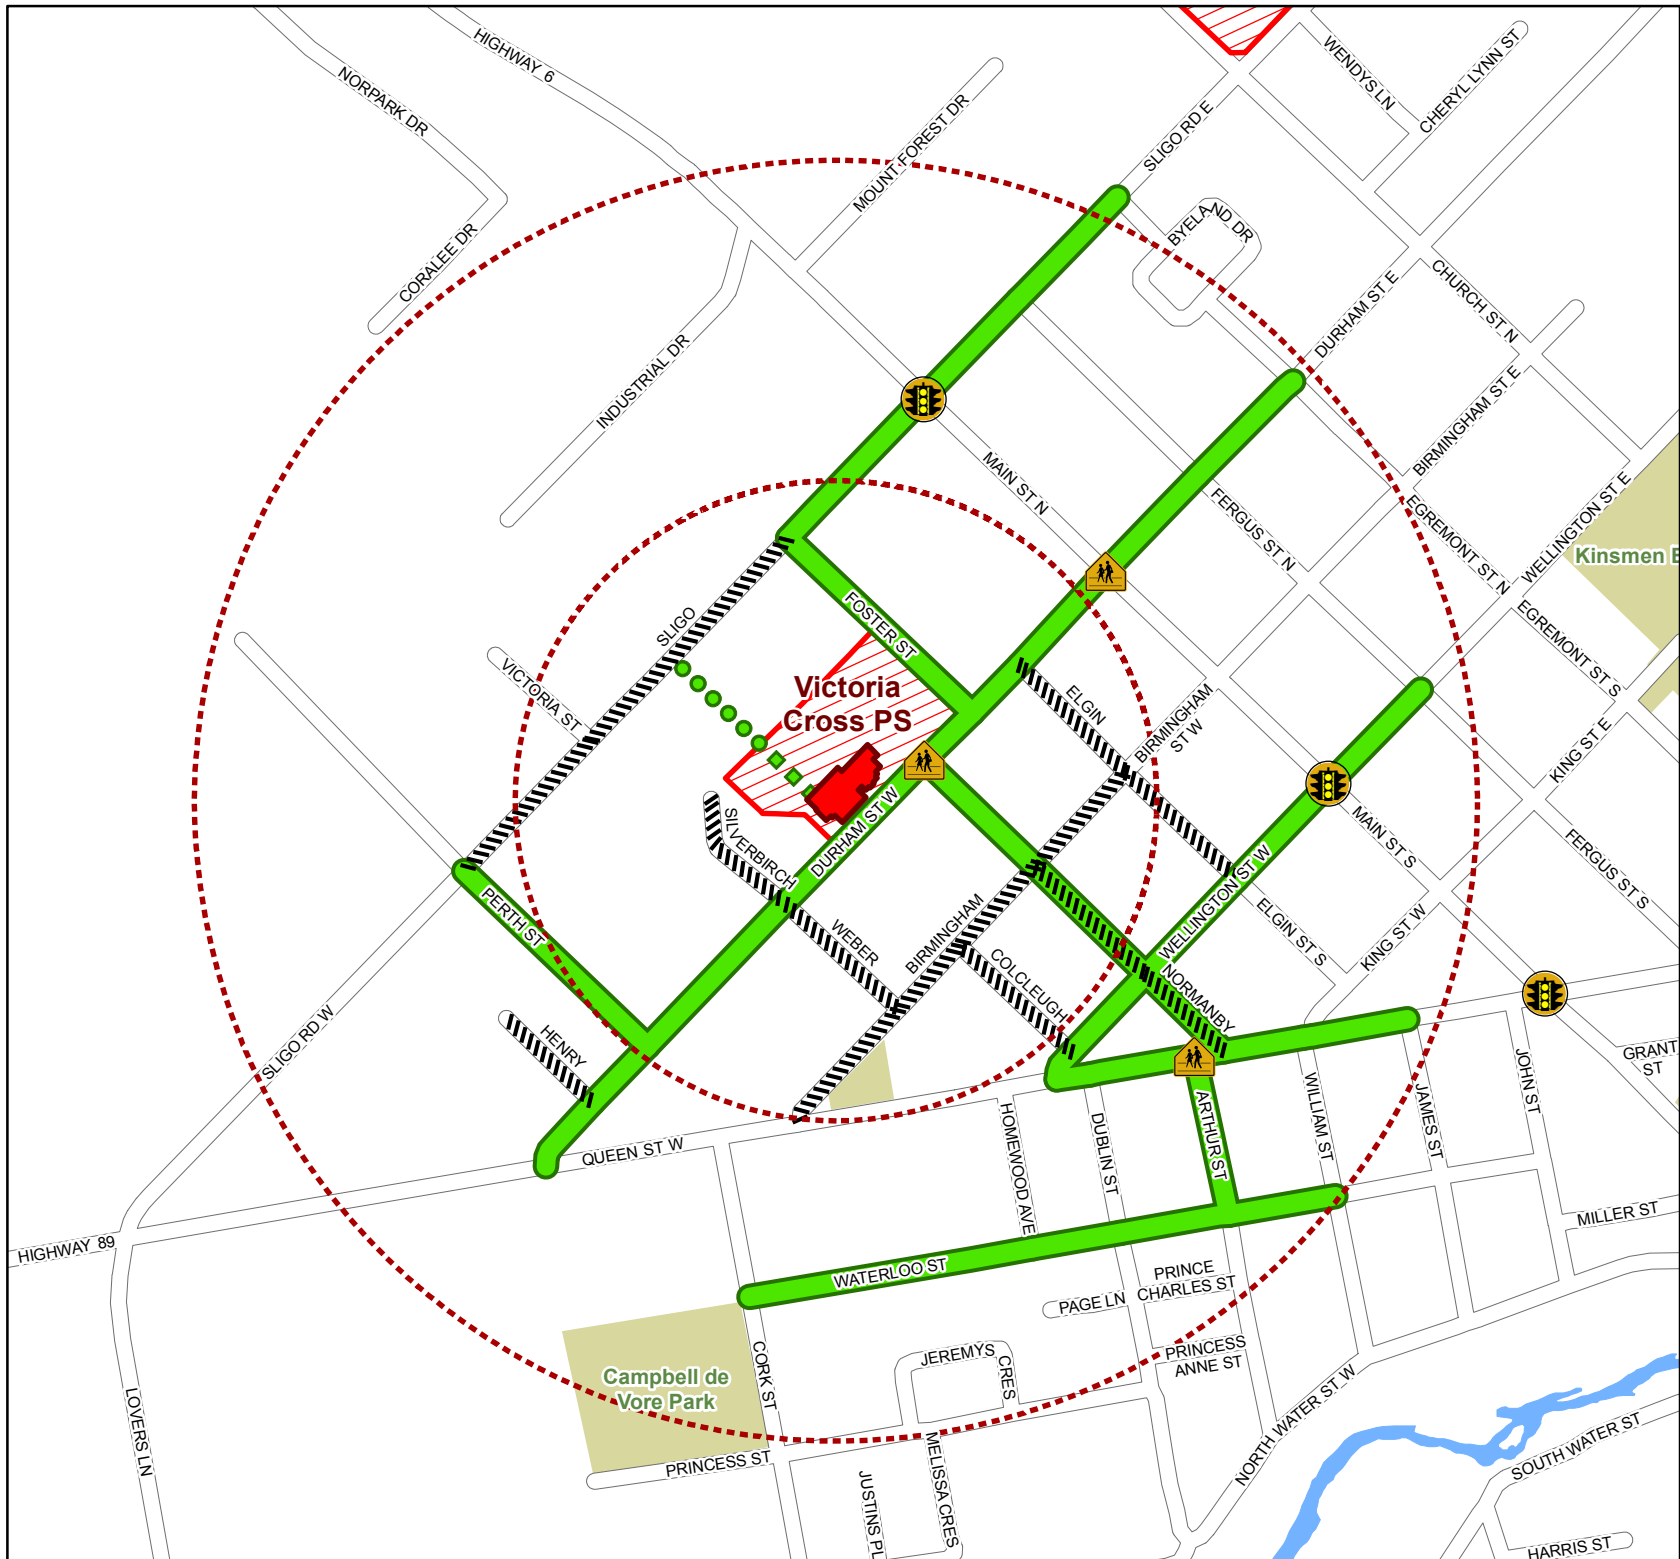 HIGHWAY 6
NORPARK DR
WENDYS LN
CHERYL LYNN ST
MOUNT FOREST DR
SLIGO RD E
BYELAND DR
CORALEE DR
CHURCH ST N
DURHAM ST E
INDUSTRIAL DR
BIRMINGHAM ST E
MAIN ST N
FERGUS ST N
EGREMONT ST N
WELLINGTON ST E
Kinsmen B
FOSTER ST
SLIGO
EGREMONT ST S
VICTORIA ST
Victoria
Cross PS
ELGIN
BIRMINGHAM
ST W
KING ST E
SILVERBIRCH
DURHAM ST W
MAIN ST S
FERGUS ST S
PERTH ST
WEBER
BIRMINGHAM
COLCLEUGH
WELLINGTON ST W
ELGIN ST S
KING ST W
NORMANBY
SLIGO RD W
HENRY
GRANT
ST
JOHN ST
JAMES ST
WILLIAM ST
ARTHUR ST
DUBLIN ST
HOMEWOOD AVE
QUEEN ST W
HIGHWAY 89
MILLER ST
WATERLOO ST
PRINCE
CHARLES ST
PAGE LN
PRINCESS
ANNE ST
JEREMYS
CRES
CORK ST
Campbell de
Vore Park
LOVERS LN
PRINCESS ST
MELISSA CRES
JUSTINS PL
NORTH WATER ST W
SOUTH WATER ST
HARRIS ST